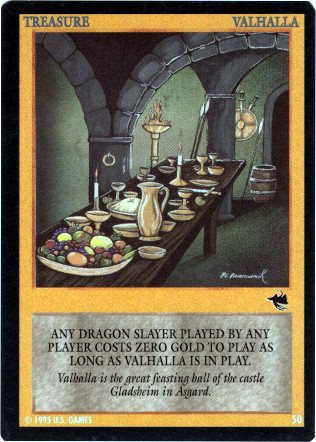 TREASURE VALHALLA
ANY DRAGON SLAYER PLAYED BY ANY
PLAYER COSTS ZERO GOLD TO PLAY AS
LONG AS VALHALLA IS IN PLAY.
Valhalla is the great feasting hall of the castle
Gladsheim in Asgard.
© 1995 U.S. GAMES 50